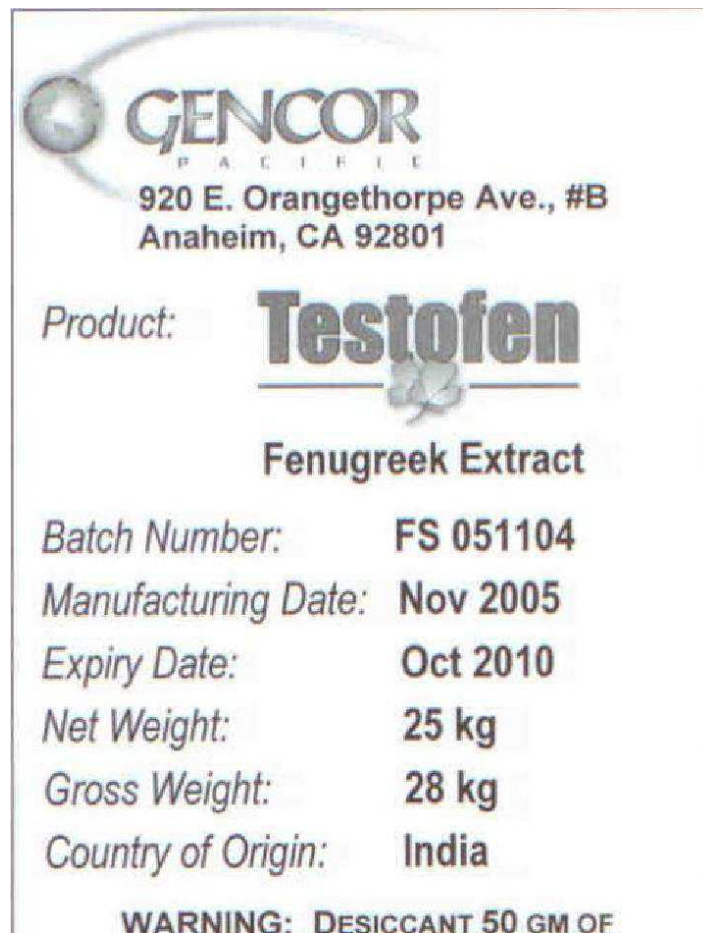 GENCOR
PACIFIC
920 E. Orangethorpe Ave., #B
Anaheim, CA 92801
Product: Testofen
Fenugreek Extract
Batch Number: FS 051104
Manufacturing Date: Nov 2005
Expiry Date: Oct 2010
Net Weight: 25 kg
Gross Weight: 28 kg
Country of Origin: India
WARNING: DESICCANT 50 GM OF